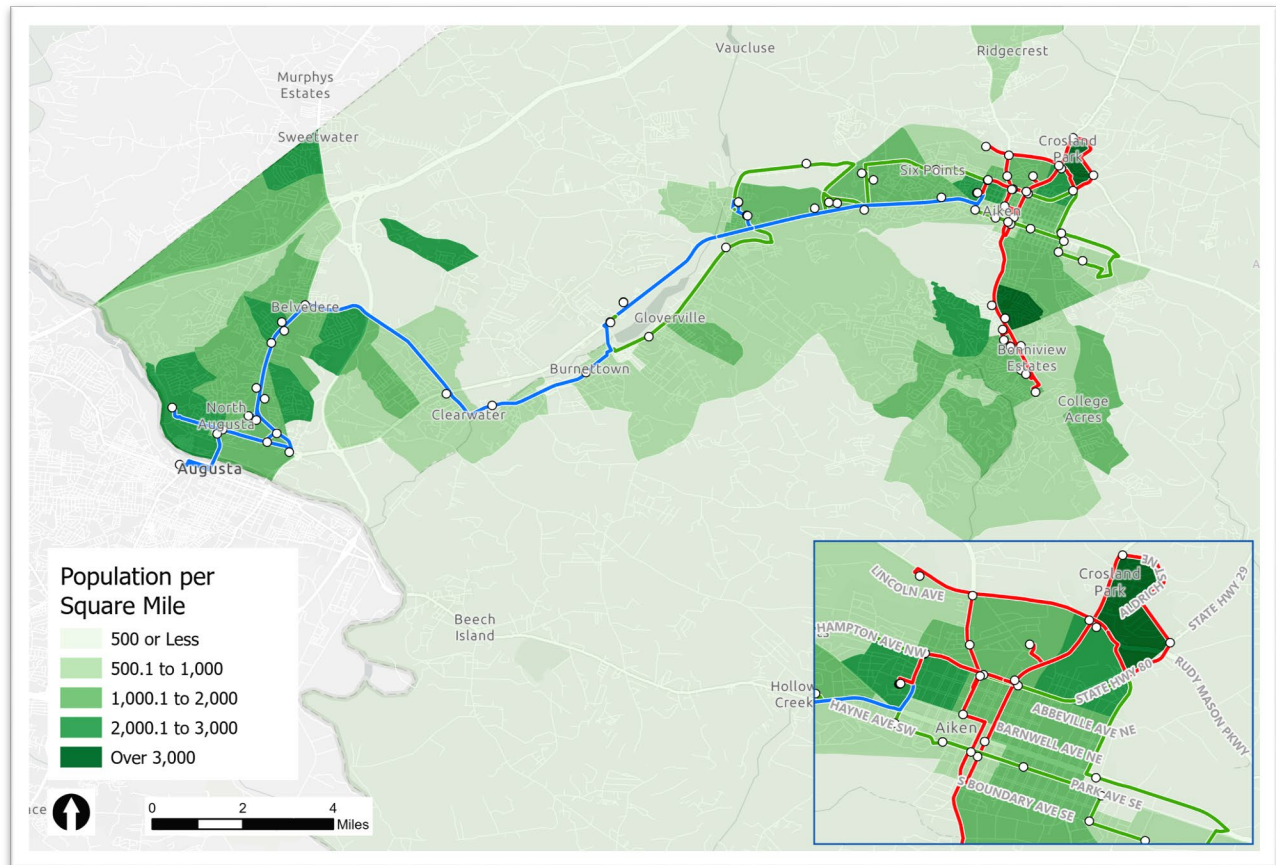 Vaucluse
Ridgecrest
Murphys
Estates
Sweetwater
Crosland
Park
Six Points
Aiken
Belvedere
Gloverville
Bonniview
Estates
Burnettown
College
Acres
Clearwater
North
Augusta
Augusta
Population per
Square Mile
500 or Less
500.1 to 1,000
1,000.1 to 2,000
2,000.1 to 3,000
Over 3,000
0 2 4
Miles
Beech
Island
Hollow
Creek
Crosland
Park
LINCOLN AVE
ALDRICH
ST NE
STATE HWY 29
HAMPTON AVE NW
STATE HWY 80
RUDY MASON PKWY
HAYNE AVE SW
Aiken
ABBEVILLE AVE NE
BARNWELL AVE NE
PARK AVE SE
S BOUNDARY AVE SE